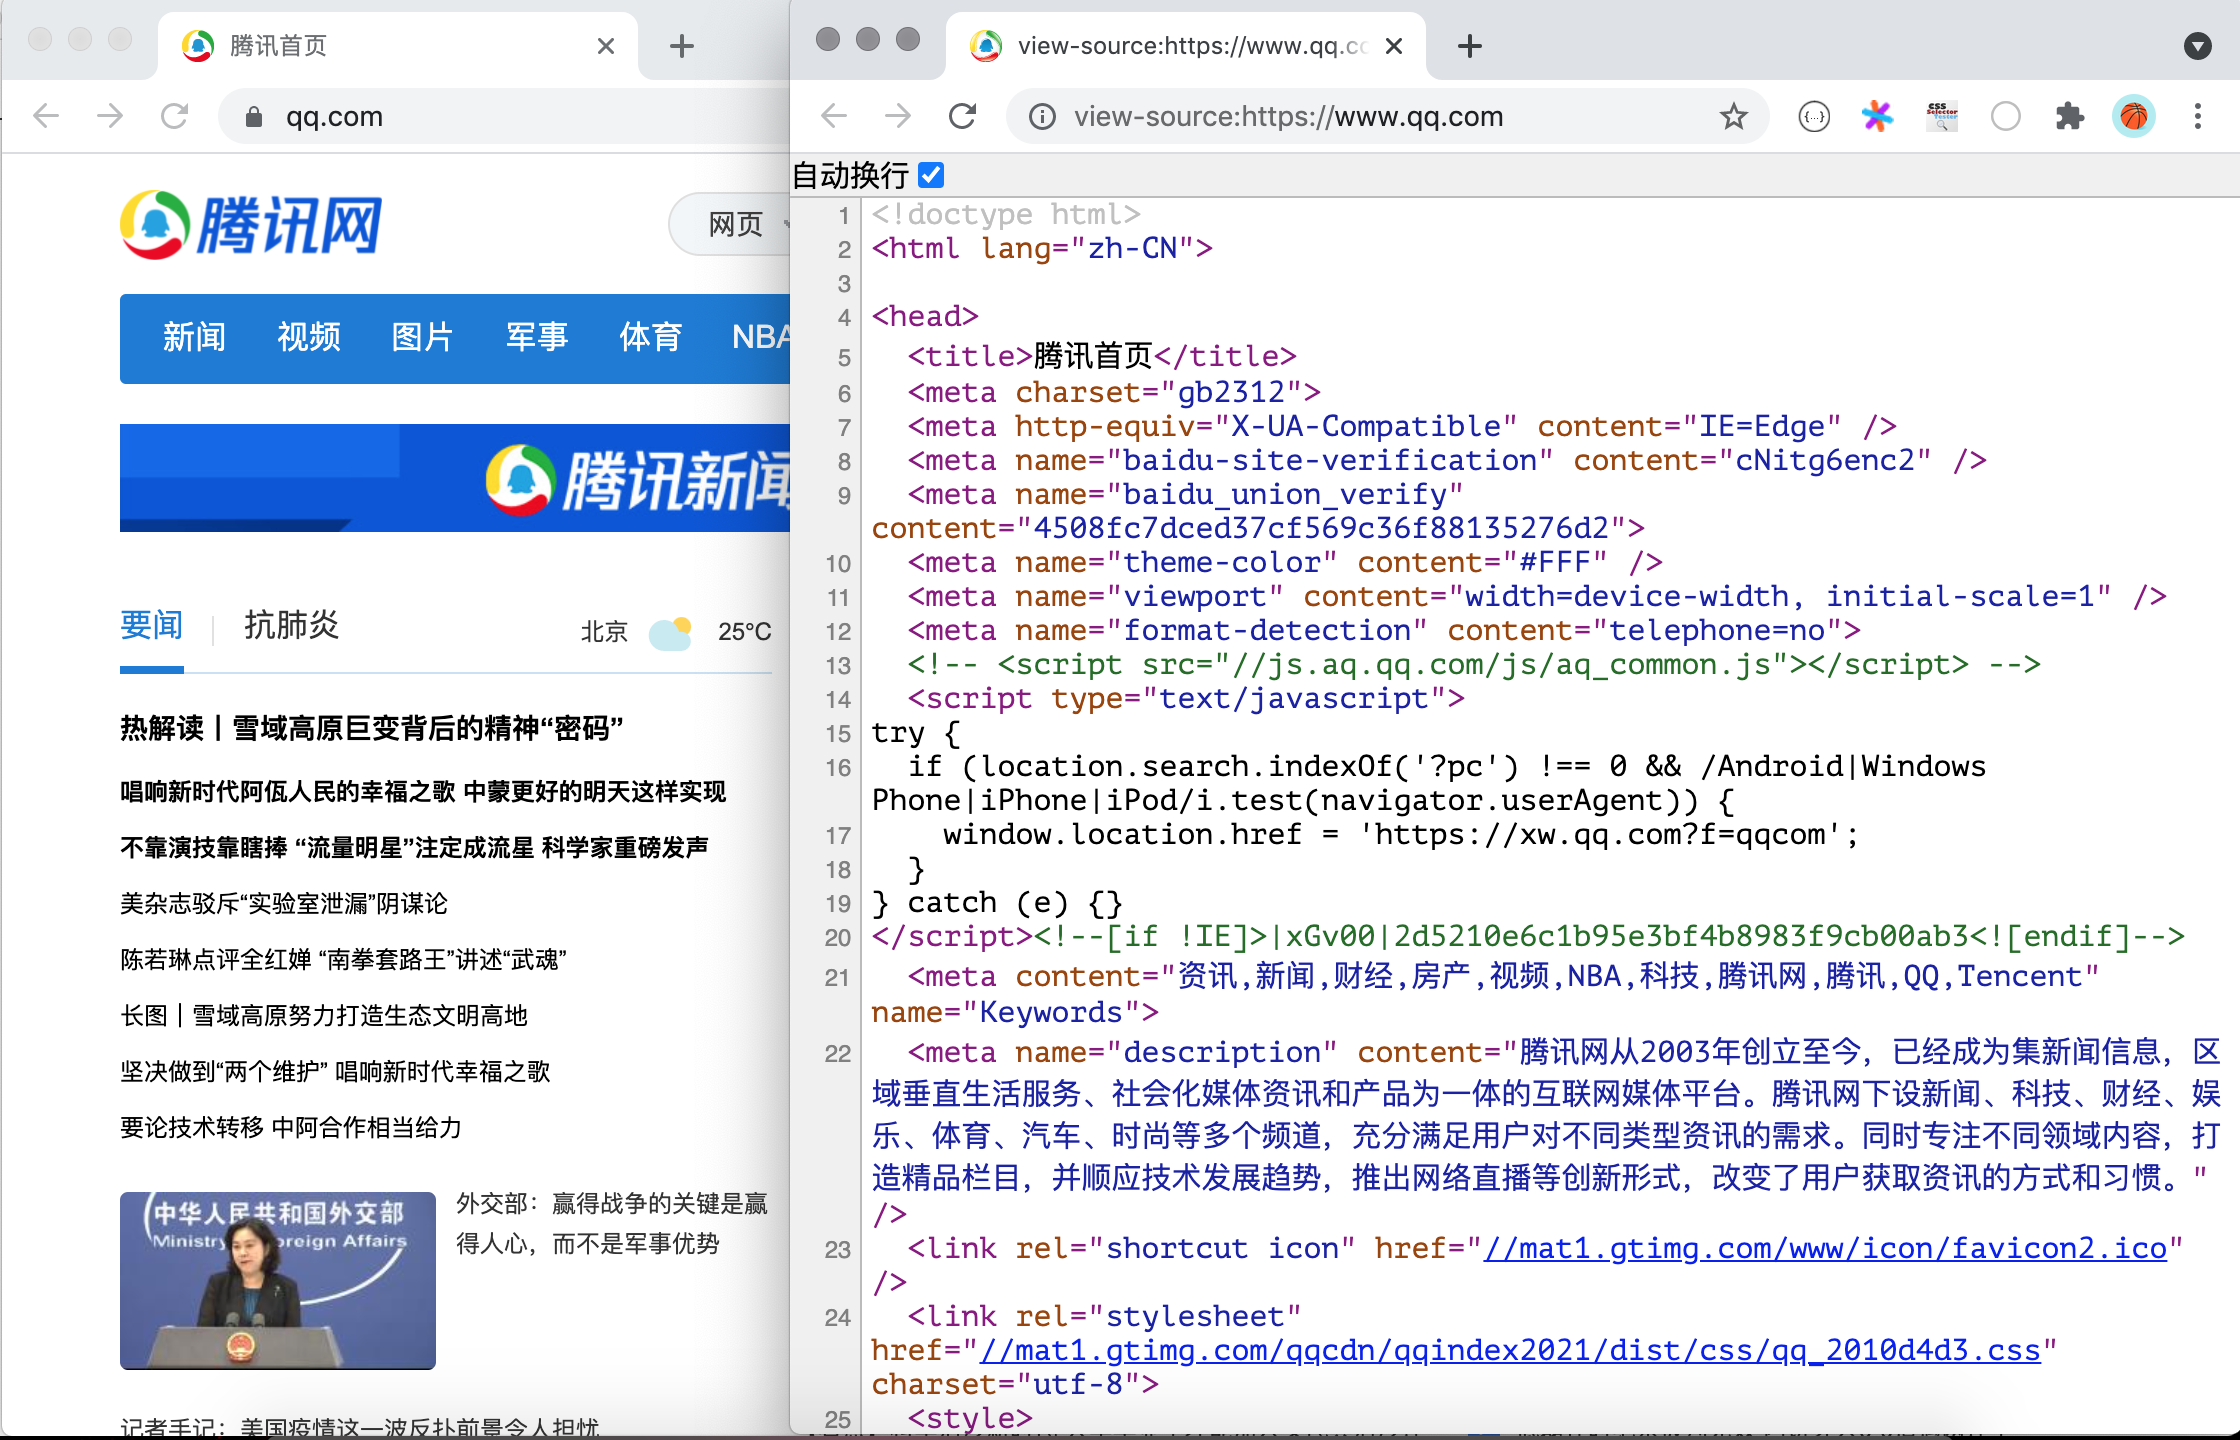 腾讯首页
qq.com
腾讯网
网页
新闻 视频 图片 军事 体育 NBA
腾讯新闻
要闻 抗肺炎 北京 25°C
热解读丨雪域高原巨变背后的精神“密码”
唱响新时代阿佤人民的幸福之歌 中蒙更好的明天这样实现
不靠演技靠瞎捧 “流量明星”注定成流星 科学家重磅发声
美杂志驳斥“实验室泄漏”阴谋论
陈若琳点评全红婵 “南拳套路王”讲述“武魂”
长图｜雪域高原努力打造生态文明高地
坚决做到“两个维护” 唱响新时代幸福之歌
要论技术转移 中阿合作相当给力
中华人民共和国外交部
Ministry Foreign Affairs
外交部：赢得战争的关键是赢
得人心，而不是军事优势
记者手记：美国疫情这一波反扑前景令人担忧
view-source:https://www.qq.co
view-source:https://www.qq.com
CSS Selector Tester
自动换行
1 <!doctype html>
2 <html lang="zh-CN">
3
4 <head>
5 <title>腾讯首页</title>
6 <meta charset="gb2312">
7 <meta http-equiv="X-UA-Compatible" content="IE=Edge" />
8 <meta name="baidu-site-verification" content="cNitg6enc2" />
9 <meta name="baidu_union_verify"
content="4508fc7dced37cf569c36f88135276d2">
10 <meta name="theme-color" content="#FFF" />
11 <meta name="viewport" content="width=device-width, initial-scale=1" />
12 <meta name="format-detection" content="telephone=no">
13 <!-- <script src="//js.aq.qq.com/js/aq_common.js"></script> -->
14 <script type="text/javascript">
15 try {
16 if (location.search.indexOf('?pc') !== 0 && /Android|Windows
Phone|iPhone|iPod/i.test(navigator.userAgent)) {
17 window.location.href = 'https://xw.qq.com?f=qqcom';
18 }
19 } catch (e) {}
20 </script><!--[if !IE]>|xGv00|2d5210e6c1b95e3bf4b8983f9cb00ab3<![endif]-->
21 <meta content="资讯,新闻,财经,房产,视频,NBA,科技,腾讯网,腾讯,QQ,Tencent"
name="Keywords">
22 <meta name="description" content="腾讯网从2003年创立至今，已经成为集新闻信息，区
域垂直生活服务、社会化媒体资讯和产品为一体的互联网媒体平台。腾讯网下设新闻、科技、财经、娱
乐、体育、汽车、时尚等多个频道，充分满足用户对不同类型资讯的需求。同时专注不同领域内容，打
造精品栏目，并顺应技术发展趋势，推出网络直播等创新形式，改变了用户获取资讯的方式和习惯。"
/>
23 <link rel="shortcut icon" href="//mat1.gtimg.com/www/icon/favicon2.ico"
/>
24 <link rel="stylesheet"
href="//mat1.gtimg.com/qqcdn/qqindex2021/dist/css/qq_2010d4d3.css"
charset="utf-8">
25 <style>